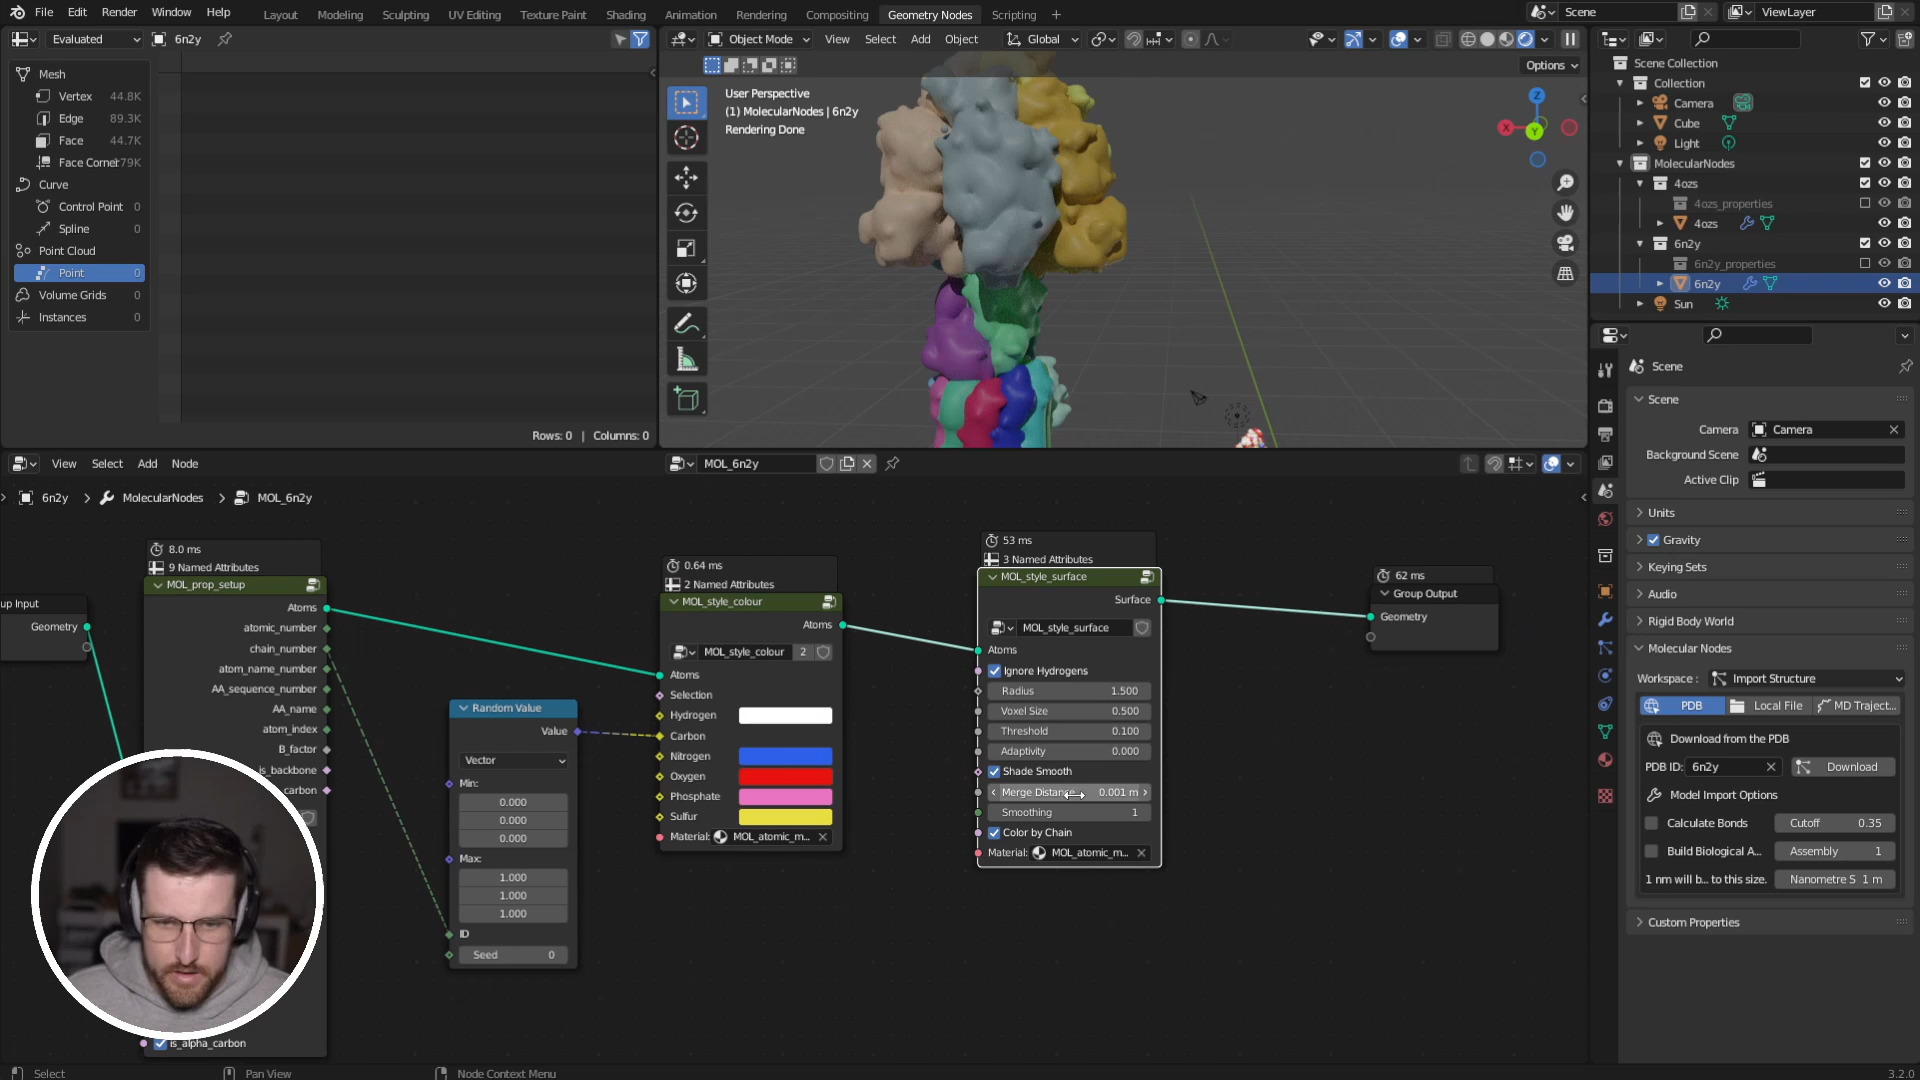 File Edit Render Window Help Layout Modeling Sculpting UV Editing Texture Paint Shading Animation Rendering Compositing Geometry Nodes Scripting + Scene ViewLayer
Evaluated 6n2y
Mesh
Vertex 44.8K
Edge 89.3K
Face 44.7K
Face Corner 179K
Curve
Control Point 0
Spline 0
Point Cloud
Point 0
Volume Grids 0
Instances 0
Rows: 0 | Columns: 0
Object Mode View Select Add Object Global
Options
User Perspective
(1) MolecularNodes | 6n2y
Rendering Done
Z
X
Y
Scene Collection
Collection
Camera
Cube
Light
MolecularNodes
4ozs
4ozs_properties
4ozs
6n2y
6n2y_properties
6n2y
Sun
Scene
Scene
Camera Camera
Background Scene
Active Clip
Units
Gravity
Keying Sets
Audio
Rigid Body World
Molecular Nodes
Workspace : Import Structure
PDB Local File MD Traject...
Download from the PDB
PDB ID: 6n2y Download
Model Import Options
Calculate Bonds Cutoff 0.35
Build Biological A... Assembly 1
1 nm will b... to this size. Nanometre S 1 m
Custom Properties
View Select Add Node MOL_6n2y
6n2y MolecularNodes MOL_6n2y
up Input
Geometry
8.0 ms
9 Named Attributes
MOL_prop_setup
Atoms
atomic_number
chain_number
atom_name_number
AA_sequence_number
AA_name
atom_index
B_factor
is_backbone
carbon
is_alpha_carbon
Random Value
Value
Vector
Min:
0.000
0.000
0.000
Max:
1.000
1.000
1.000
ID
Seed 0
0.64 ms
2 Named Attributes
MOL_style_colour
Atoms
MOL_style_colour 2
Atoms
Selection
Hydrogen
Carbon
Nitrogen
Oxygen
Phosphate
Sulfur
Material: MOL_atomic_m...
53 ms
3 Named Attributes
MOL_style_surface
Surface
MOL_style_surface
Atoms
Ignore Hydrogens
Radius 1.500
Voxel Size 0.500
Threshold 0.100
Adaptivity 0.000
Shade Smooth
Merge Distanc 0.001 m
Smoothing 1
Color by Chain
Material: MOL_atomic_m...
62 ms
Group Output
Geometry
Select Pan View Node Context Menu 3.2.0